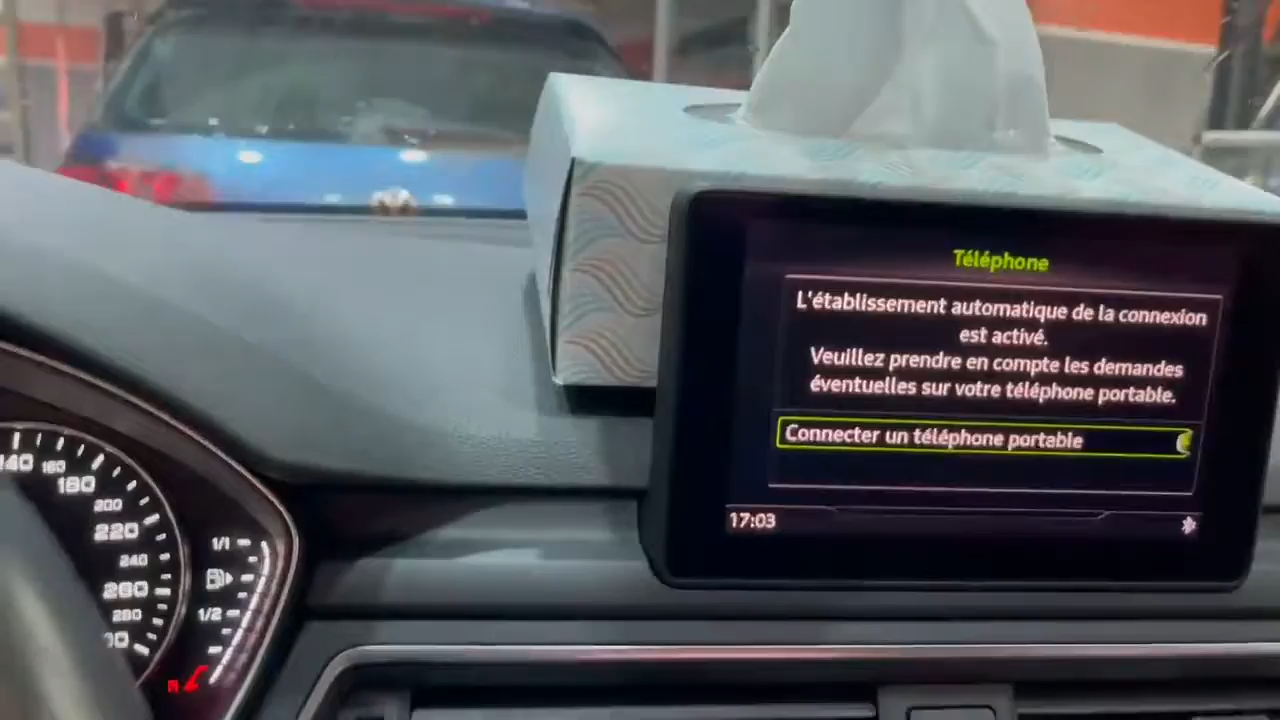 Téléphone
L'établissement automatique de la connexion
est activé.
Veuillez prendre en compte les demandes
éventuelles sur votre téléphone portable.
Connecter un téléphone portable
17:03
140
160
180
200
220
240
260
280
1/1
1/2